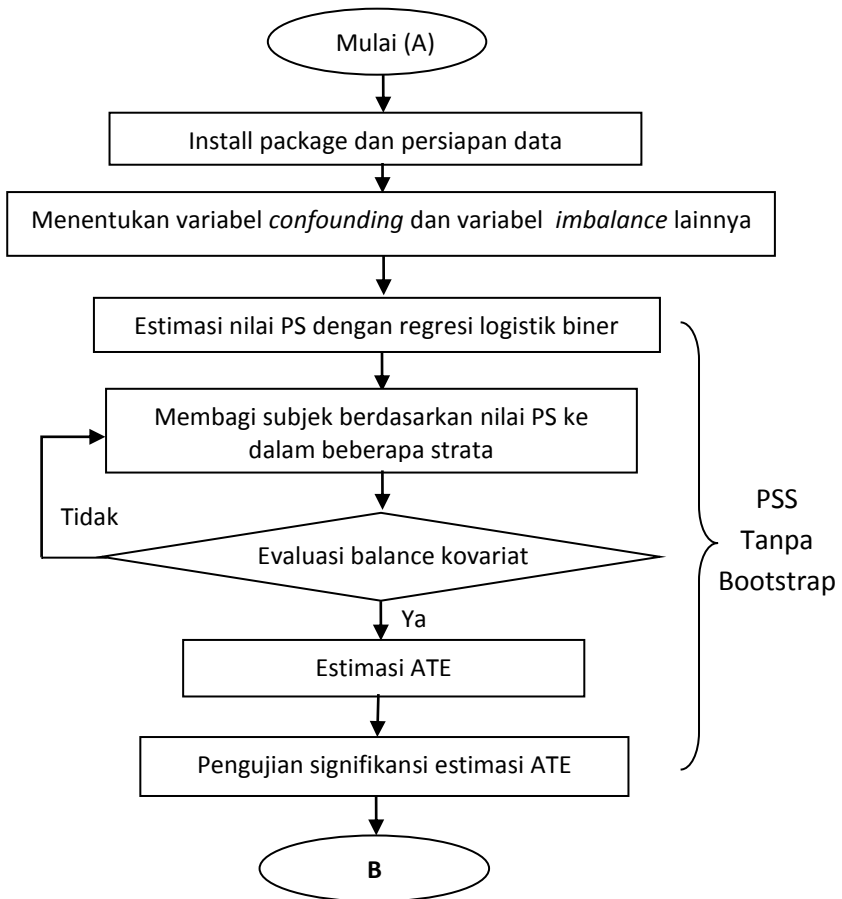 Mulai (A)
Install package dan persiapan data
Menentukan variabel confounding dan variabel imbalance lainnya
Estimasi nilai PS dengan regresi logistik biner
Membagi subjek berdasarkan nilai PS ke
dalam beberapa strata
Tidak
Evaluasi balance kovariat
Ya
Estimasi ATE
Pengujian signifikansi estimasi ATE
B
PSS
Tanpa
Bootstrap